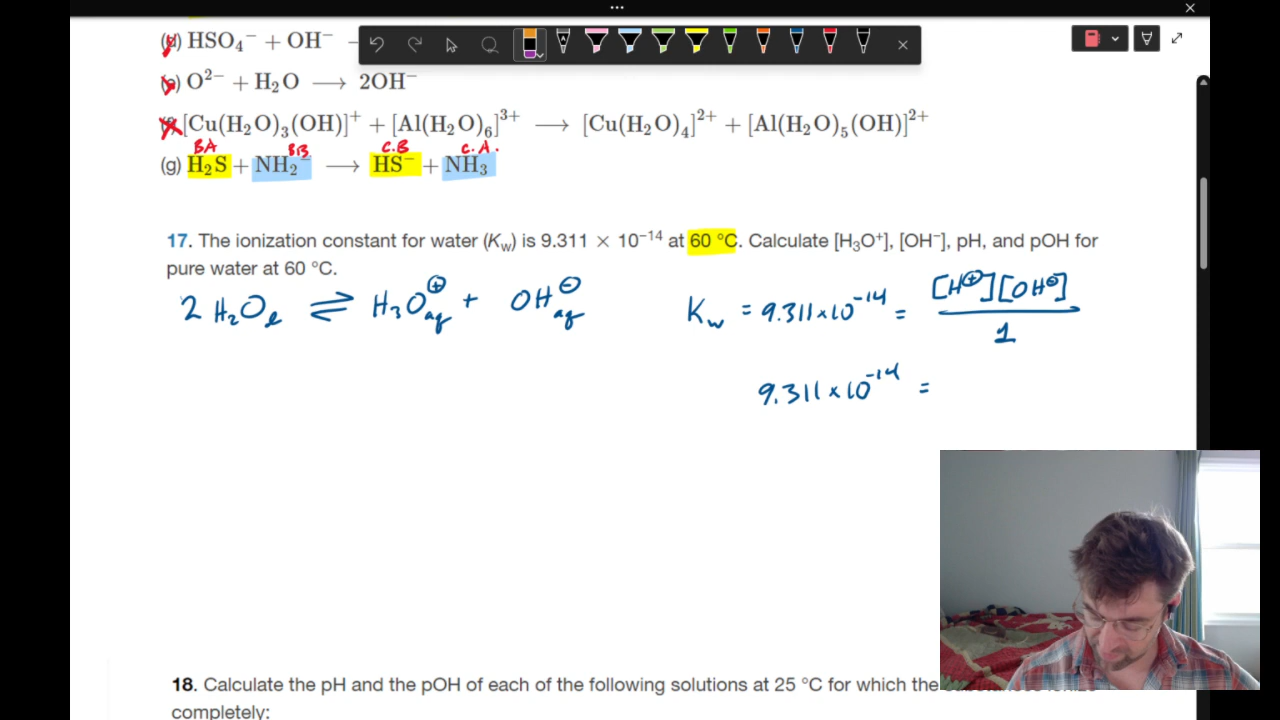 (d) HSO₄⁻ + OH⁻
(e) O²⁻ + H₂O ⟶ 2OH⁻
[Cu(H₂O)₃(OH)]⁺ + [Al(H₂O)₆]³⁺ ⟶ [Cu(H₂O)₄]²⁺ + [Al(H₂O)₅(OH)]²⁺
BA BB C.B C.A.
(g) H₂S + NH₂⁻ ⟶ HS⁻ + NH₃
17. The ionization constant for water (Kw) is 9.311 × 10⁻¹⁴ at 60 °C. Calculate [H₃O⁺], [OH⁻], pH, and pOH for
pure water at 60 °C.
2 H₂O ℓ ⇌ H₃O⊕ aq + OH⊖ aq Kw = 9.311×10⁻¹⁴ = [H⊕][OH⊖] / 1
9.311×10⁻¹⁴ =
18. Calculate the pH and the pOH of each of the following solutions at 25 °C for which the
completely: